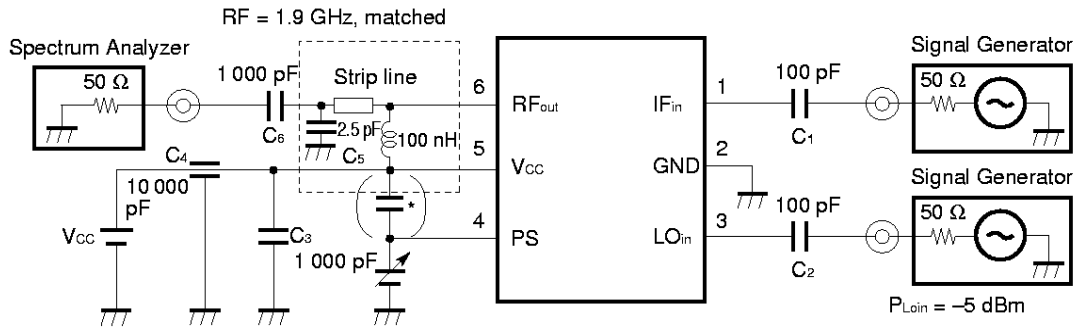 RF = 1.9 GHz, matched
Spectrum Analyzer
Signal Generator
50 Ω
1 000 pF
Strip line
6
RFout
IFin
1
100 pF
50 Ω
C6
2.5 pF
100 nH
C1
C5
5
VCC
GND
2
C4
10 000
pF
Signal Generator
*
4
PS
LOin
3
100 pF
50 Ω
VCC
C3
1 000 pF
C2
PLoin = –5 dBm